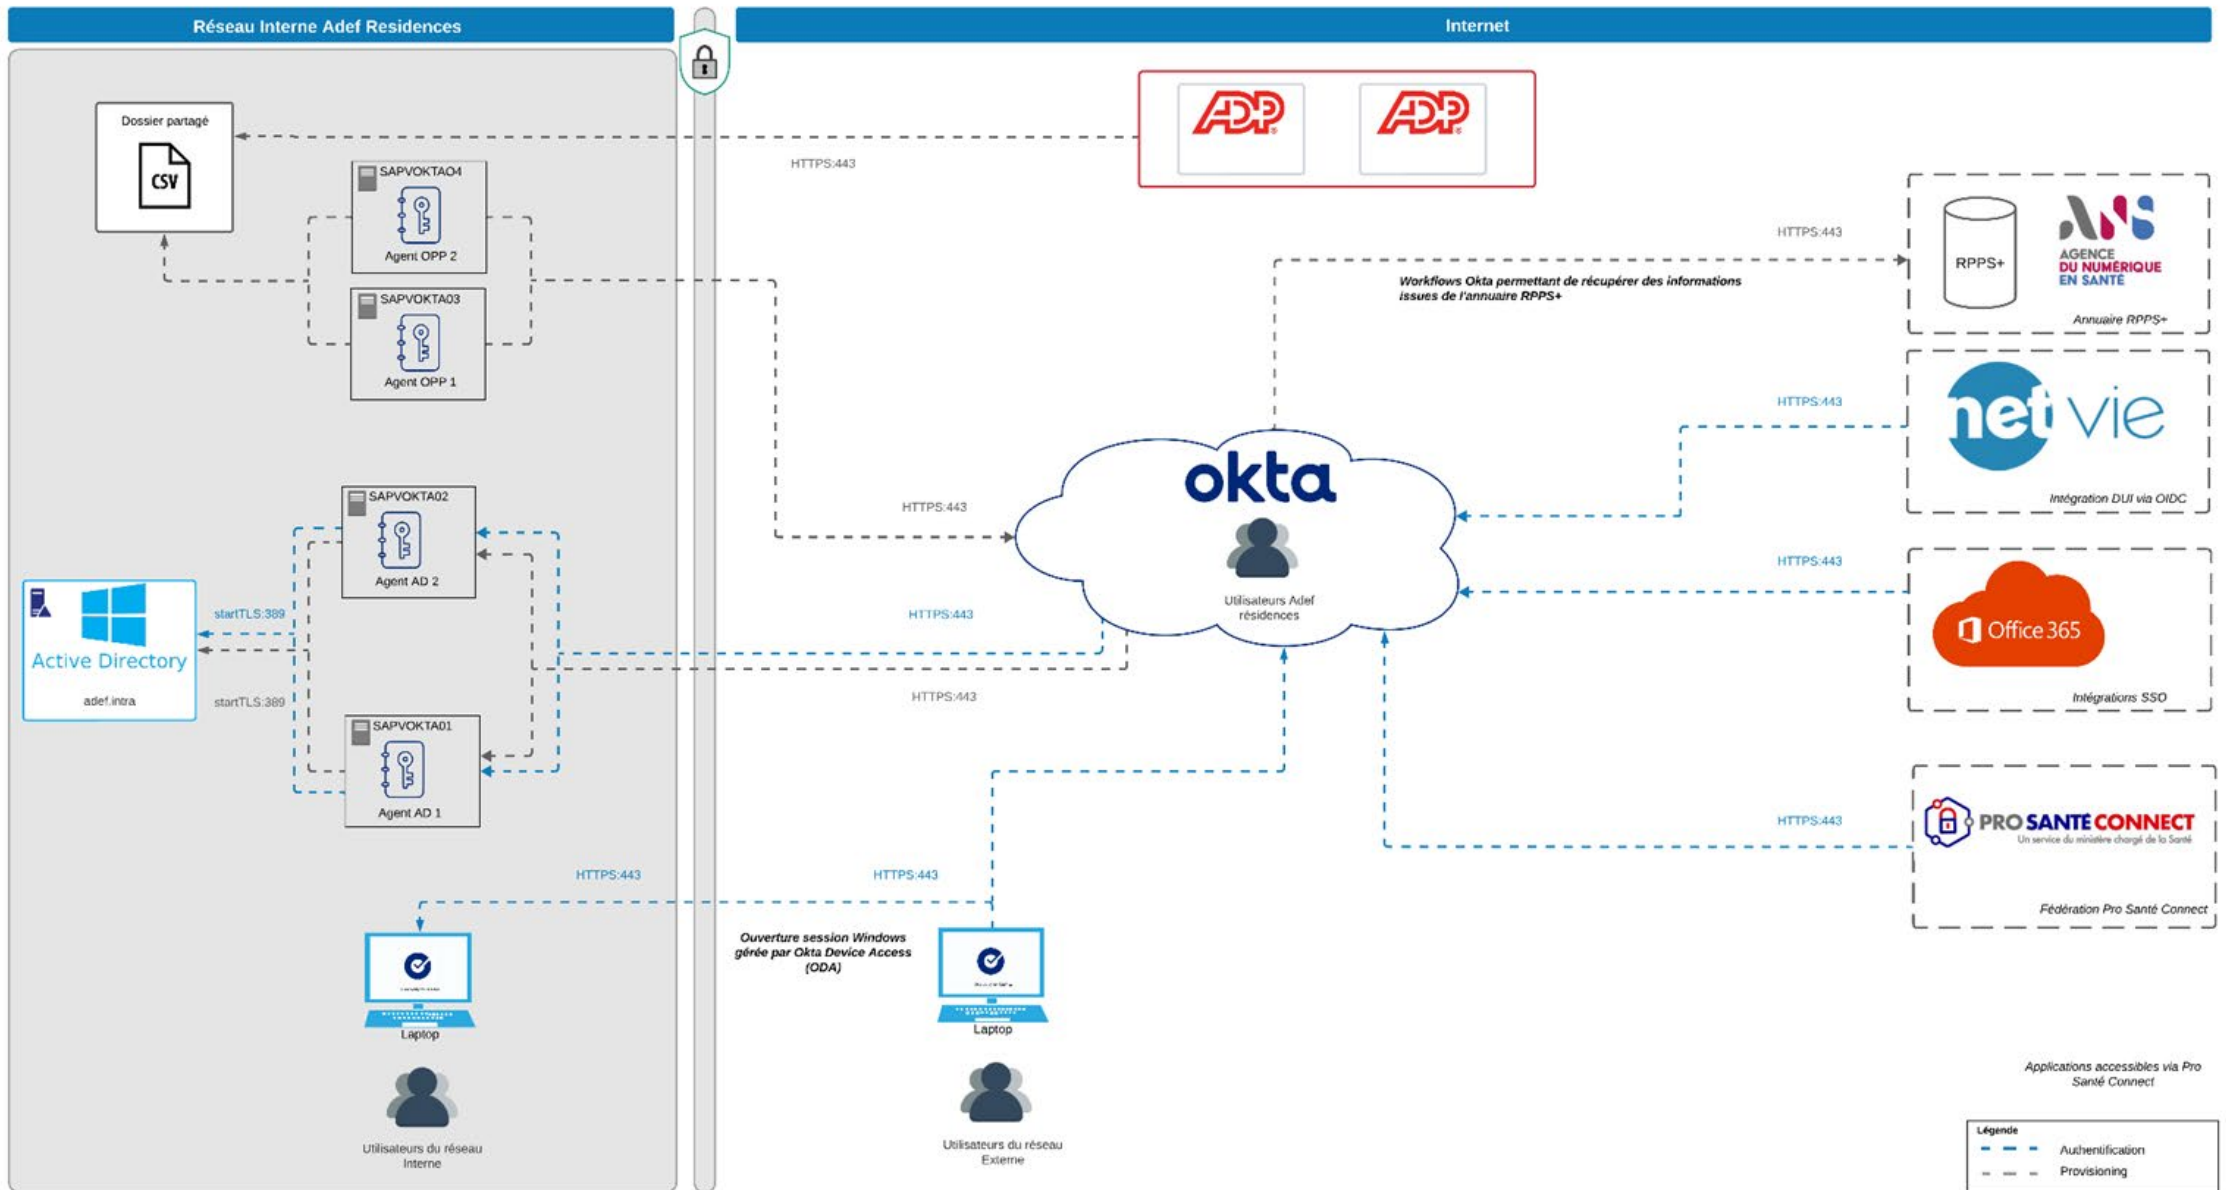 Réseau Interne Adef Residences
Internet
Dossier partagé
CSV
HTTPS:443
ADP
ADP
SAPVOKTAO4
Agent OPP 2
SAPVOKTA03
Agent OPP 1
HTTPS:443
Workflows Okta permettant de récupérer des informations
issues de l'annuaire RPPS+
RPPS+
ANS
AGENCE
DU NUMÉRIQUE
EN SANTÉ
Annuaire RPPS+
HTTPS:443
net vie
Intégration DUI via OIDC
okta
Utilisateurs Adef
résidences
HTTPS:443
SAPVOKTA02
Agent AD 2
HTTPS:443
Office 365
Intégrations SSO
startTLS:389
Active Directory
adef.intra
startTLS:389
HTTPS:443
HTTPS:443
SAPVOKTA01
Agent AD 1
HTTPS:443
PRO SANTÉ CONNECT
Un service du ministère chargé de la Santé
Fédération Pro Santé Connect
HTTPS:443
HTTPS:443
Ouverture session Windows
gérée par Okta Device Access
(ODA)
Laptop
Laptop
Utilisateurs du réseau
Interne
Utilisateurs du réseau
Externe
Applications accessibles via Pro
Santé Connect
Légende
Authentification
Provisioning